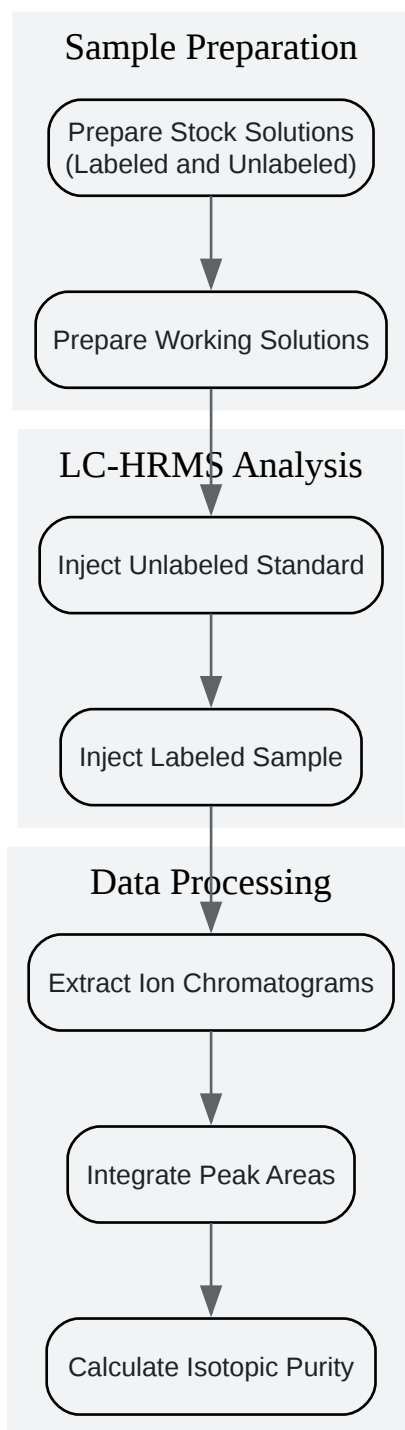 Sample Preparation
Prepare Stock Solutions
(Labeled and Unlabeled)
Prepare Working Solutions
LC-HRMS Analysis
Inject Unlabeled Standard
Inject Labeled Sample
Data Processing
Extract Ion Chromatograms
Integrate Peak Areas
Calculate Isotopic Purity